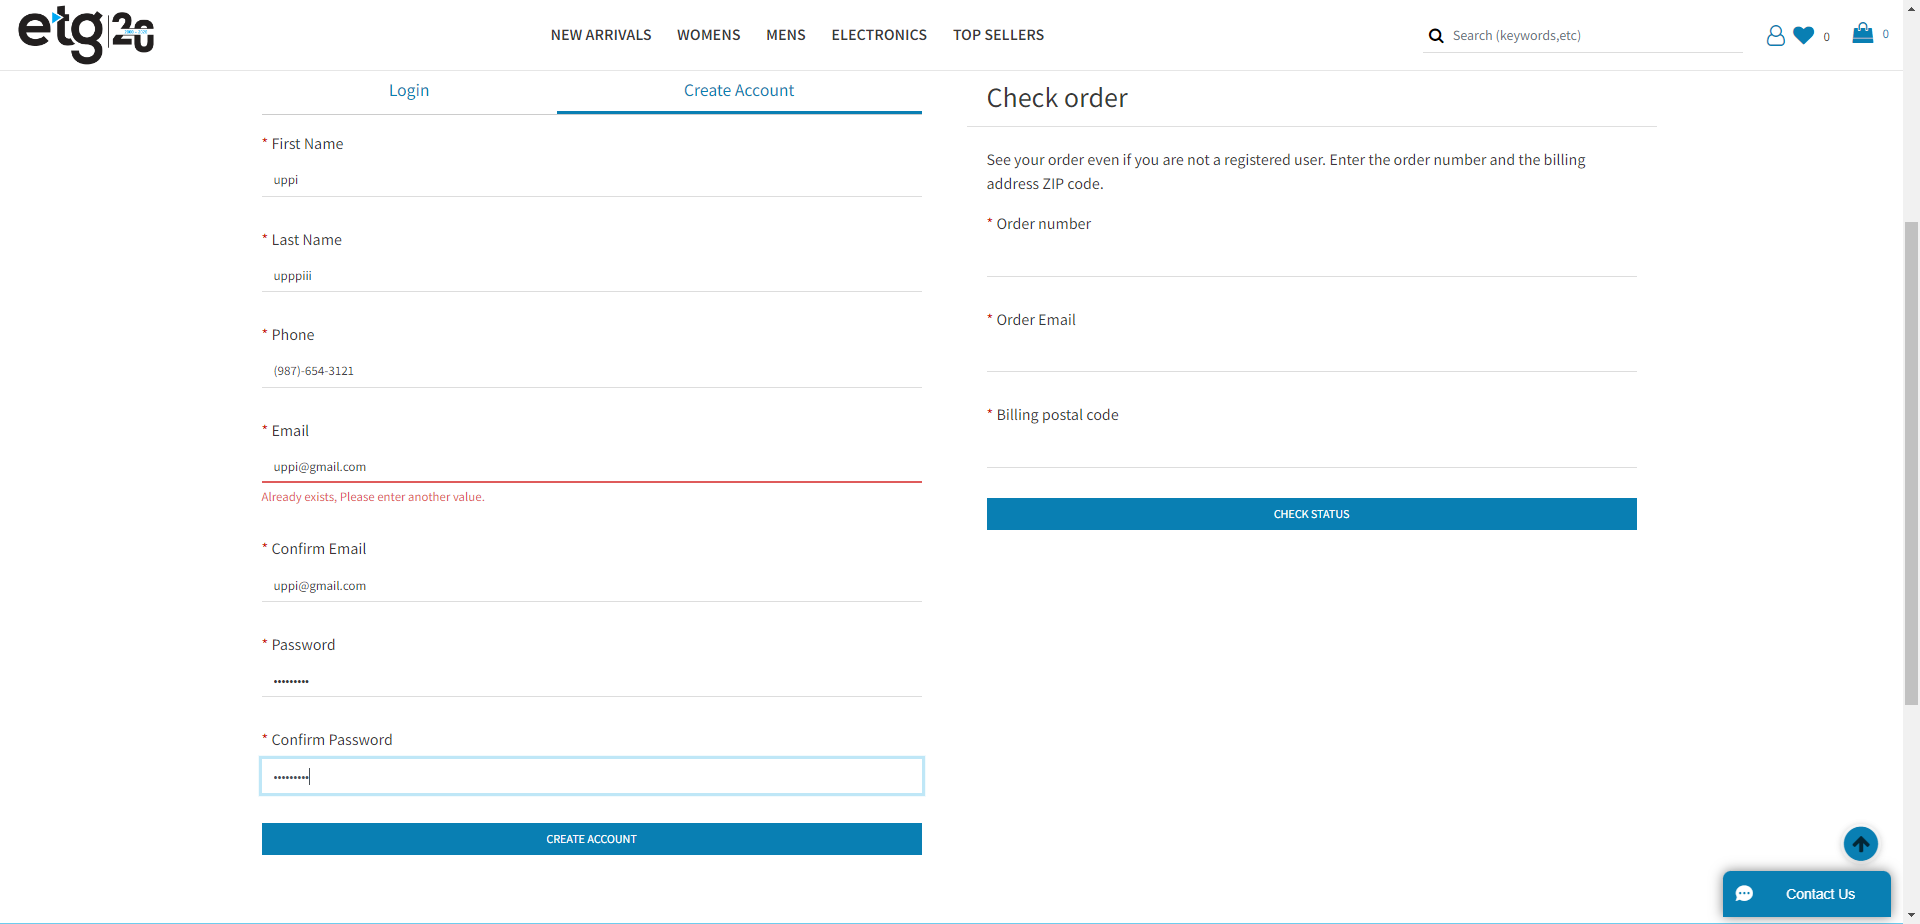 etg 20
NEW ARRIVALS WOMENS MENS ELECTRONICS TOP SELLERS
Search (keywords,etc)
0
0
Login
Create Account
* First Name
uppi
* Last Name
upppiii
* Phone
(987)-654-3121
* Email
uppi@gmail.com
Already exists, Please enter another value.
* Confirm Email
uppi@gmail.com
* Password
•••••••••
* Confirm Password
•••••••••
CREATE ACCOUNT
Check order
See your order even if you are not a registered user. Enter the order number and the billing
address ZIP code.
* Order number
* Order Email
* Billing postal code
CHECK STATUS
Contact Us